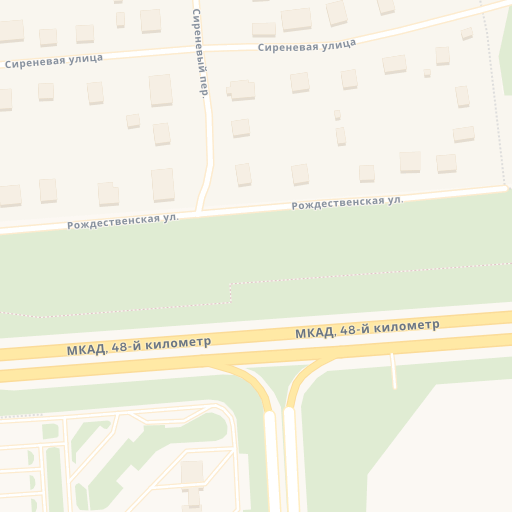 Сиреневая улица
Сиреневая улица
Сиреневый пер.
Рождественская ул.
Рождественская ул.
МКАД, 48-й километр
МКАД, 48-й километр